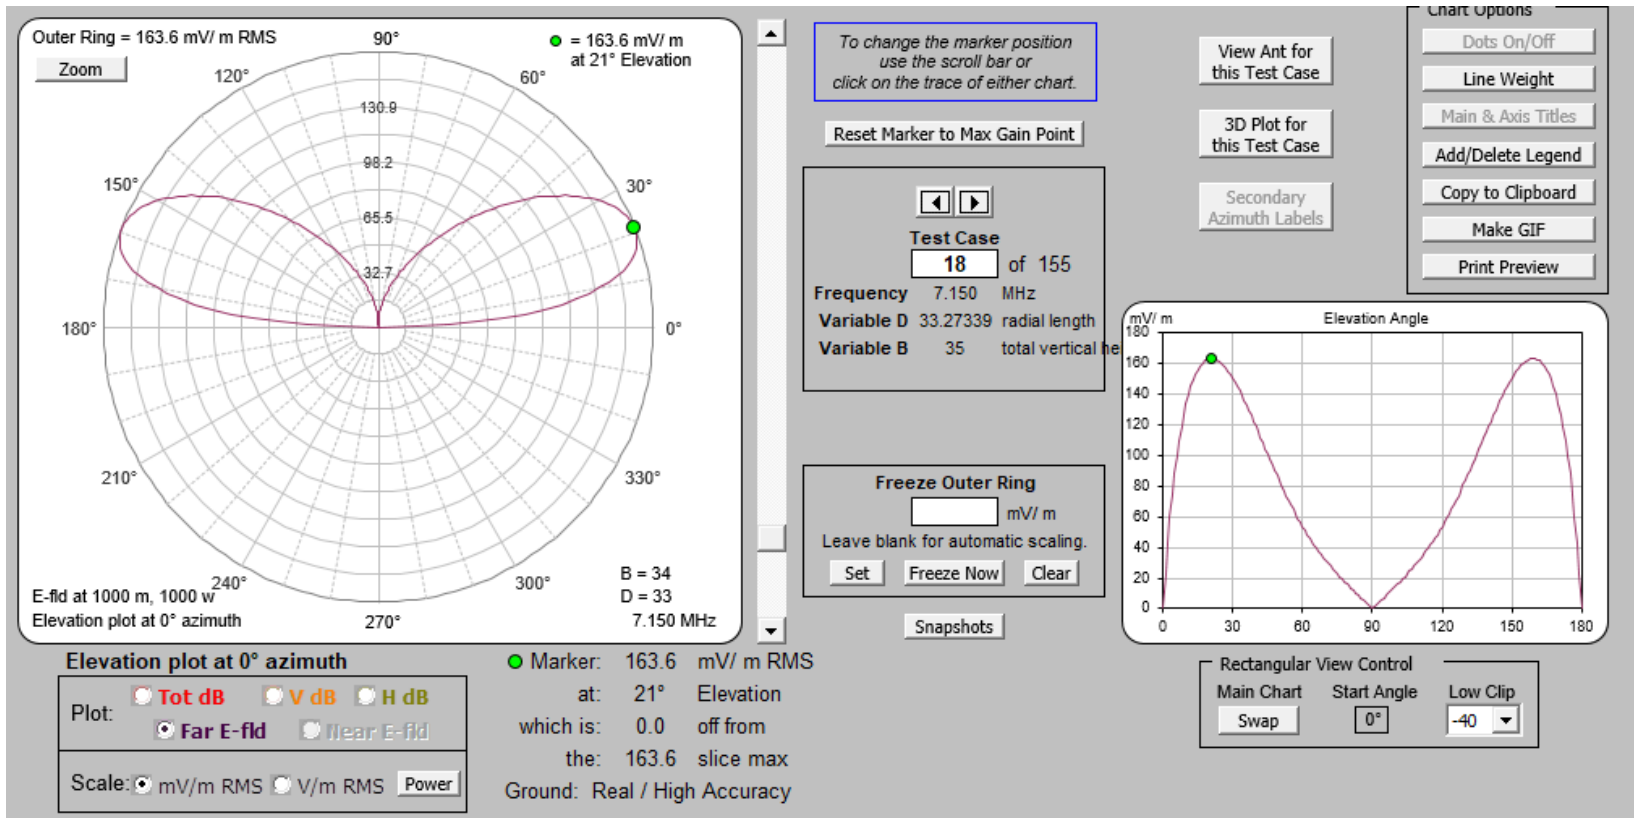 Outer Ring = 163.6 mV/ m RMS
Zoom
= 163.6 mV/ m
at 21° Elevation
90°
120°
60°
130.9
98.2
150°
30°
65.5
32.7
180°
0°
210°
330°
240°
300°
270°
E-fld at 1000 m, 1000 w
Elevation plot at 0° azimuth
B = 34
D = 33
7.150 MHz
To change the marker position
use the scroll bar or
click on the trace of either chart.
Reset Marker to Max Gain Point
Test Case
18 of 155
Frequency 7.150 MHz
Variable D 33.27339 radial length
Variable B 35 total vertical he
Freeze Outer Ring
mV/ m
Leave blank for automatic scaling.
Set Freeze Now Clear
Snapshots
View Ant for
this Test Case
3D Plot for
this Test Case
Secondary
Azimuth Labels
Chart Options
Dots On/Off
Line Weight
Main & Axis Titles
Add/Delete Legend
Copy to Clipboard
Make GIF
Print Preview
mV/ m
Elevation Angle
180
160
140
120
100
80
60
40
20
0
0 30 60 90 120 150 180
Elevation plot at 0° azimuth
Plot: Tot dB V dB H dB
Far E-fld Near E-fld
Scale: mV/m RMS V/m RMS Power
Marker: 163.6 mV/ m RMS
at: 21° Elevation
which is: 0.0 off from
the: 163.6 slice max
Ground: Real / High Accuracy
Rectangular View Control
Main Chart Start Angle Low Clip
Swap 0° -40